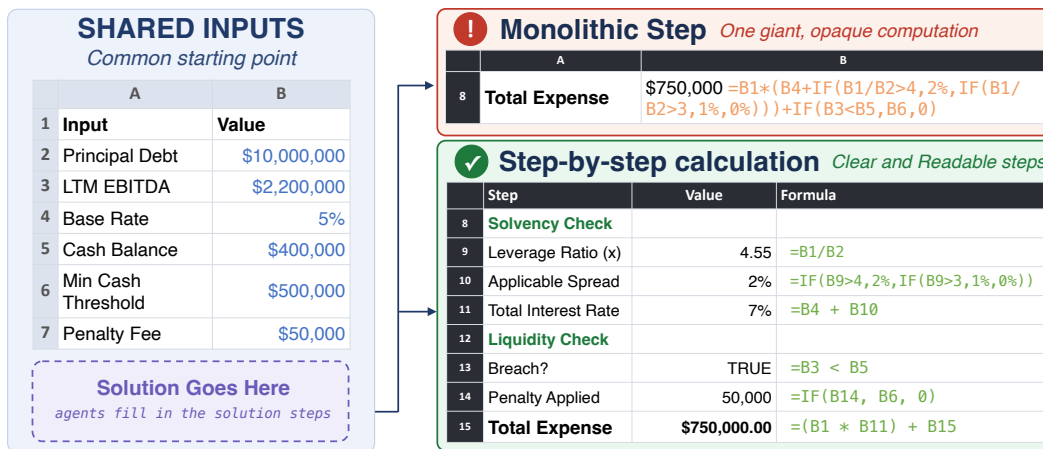 SHARED INPUTS
Common starting point
A B
1 Input Value
2 Principal Debt $10,000,000
3 LTM EBITDA $2,200,000
4 Base Rate 5%
5 Cash Balance $400,000
6 Min Cash
Threshold $500,000
7 Penalty Fee $50,000
Solution Goes Here
agents fill in the solution steps
! Monolithic Step One giant, opaque computation
A B
8 Total Expense $750,000 =B1*(B4+IF(B1/B2>4,2%,IF(B1/
B2>3,1%,0%)))+IF(B3<B5,B6,0)
✓ Step-by-step calculation Clear and Readable steps
Step Value Formula
8 Solvency Check
9 Leverage Ratio (x) 4.55 =B1/B2
10 Applicable Spread 2% =IF(B9>4,2%,IF(B9>3,1%,0%))
11 Total Interest Rate 7% =B4 + B10
12 Liquidity Check
13 Breach? TRUE =B3 < B5
14 Penalty Applied 50,000 =IF(B14, B6, 0)
15 Total Expense $750,000.00 =(B1 * B11) + B15